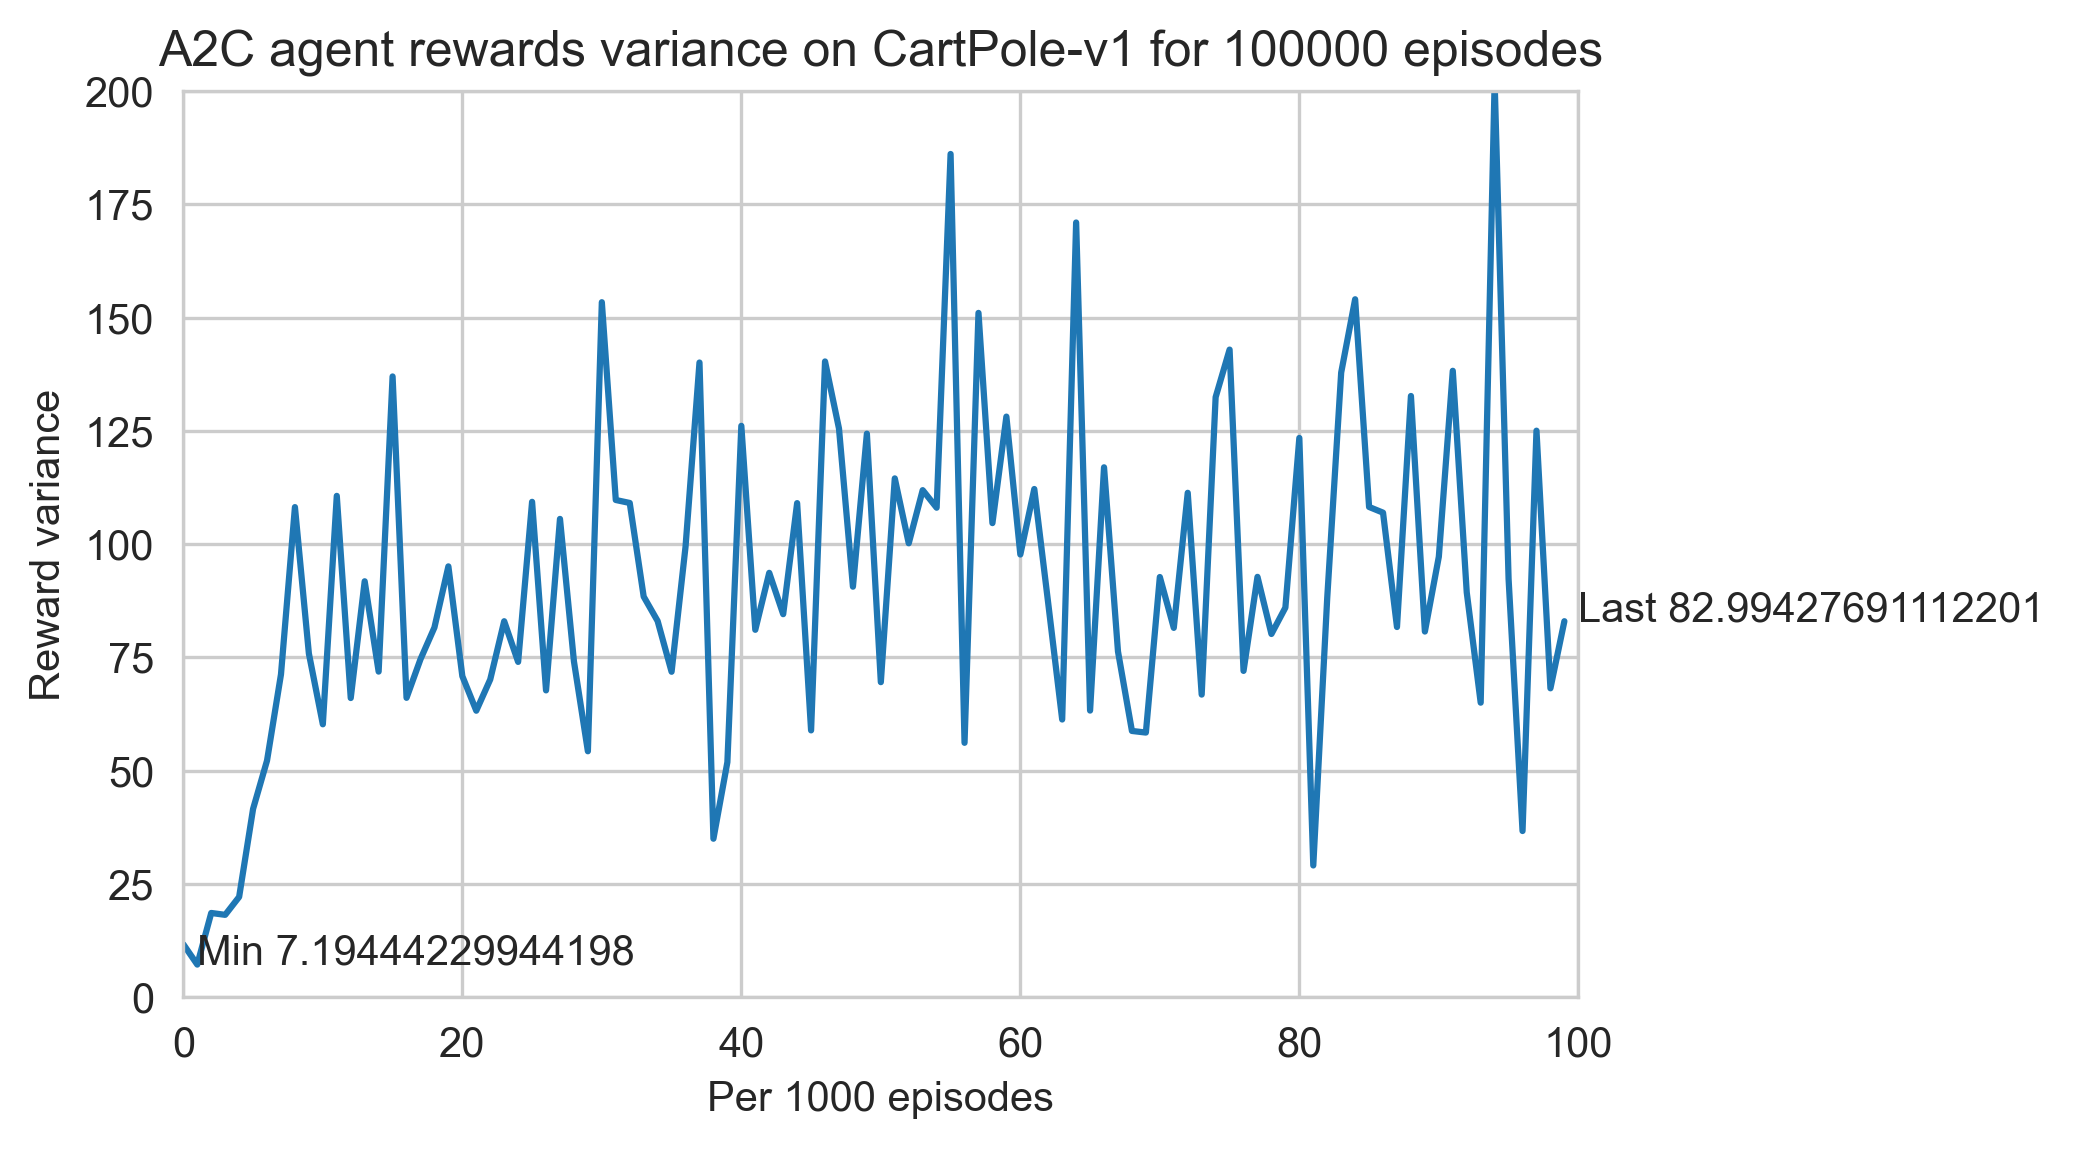 A2C agent rewards variance on CartPole-v1 for 100000 episodes
200
175
150
125
100
75
50
25
0
Reward variance
Last 82.99427691112201
Min 7.19444229944198
0 20 40 60 80 100
Per 1000 episodes